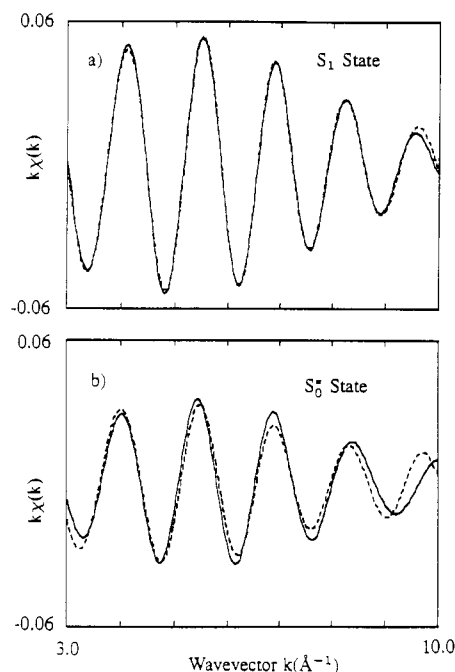 0.06
a) S₁ State
kχ(k)
-0.06
0.06
b) S₀* State
kχ(k)
-0.06
3.0 10.0
Wavevector k(Å⁻¹)